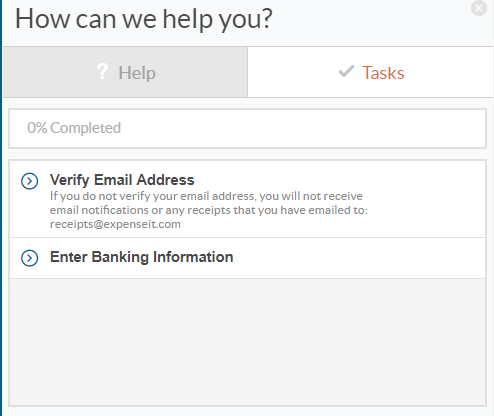 How can we help you?
? Help
Tasks
0% Completed
Verify Email Address
If you do not verify your email address, you will not receive
email notifications or any receipts that you have emailed to:
receipts@expenseit.com
Enter Banking Information